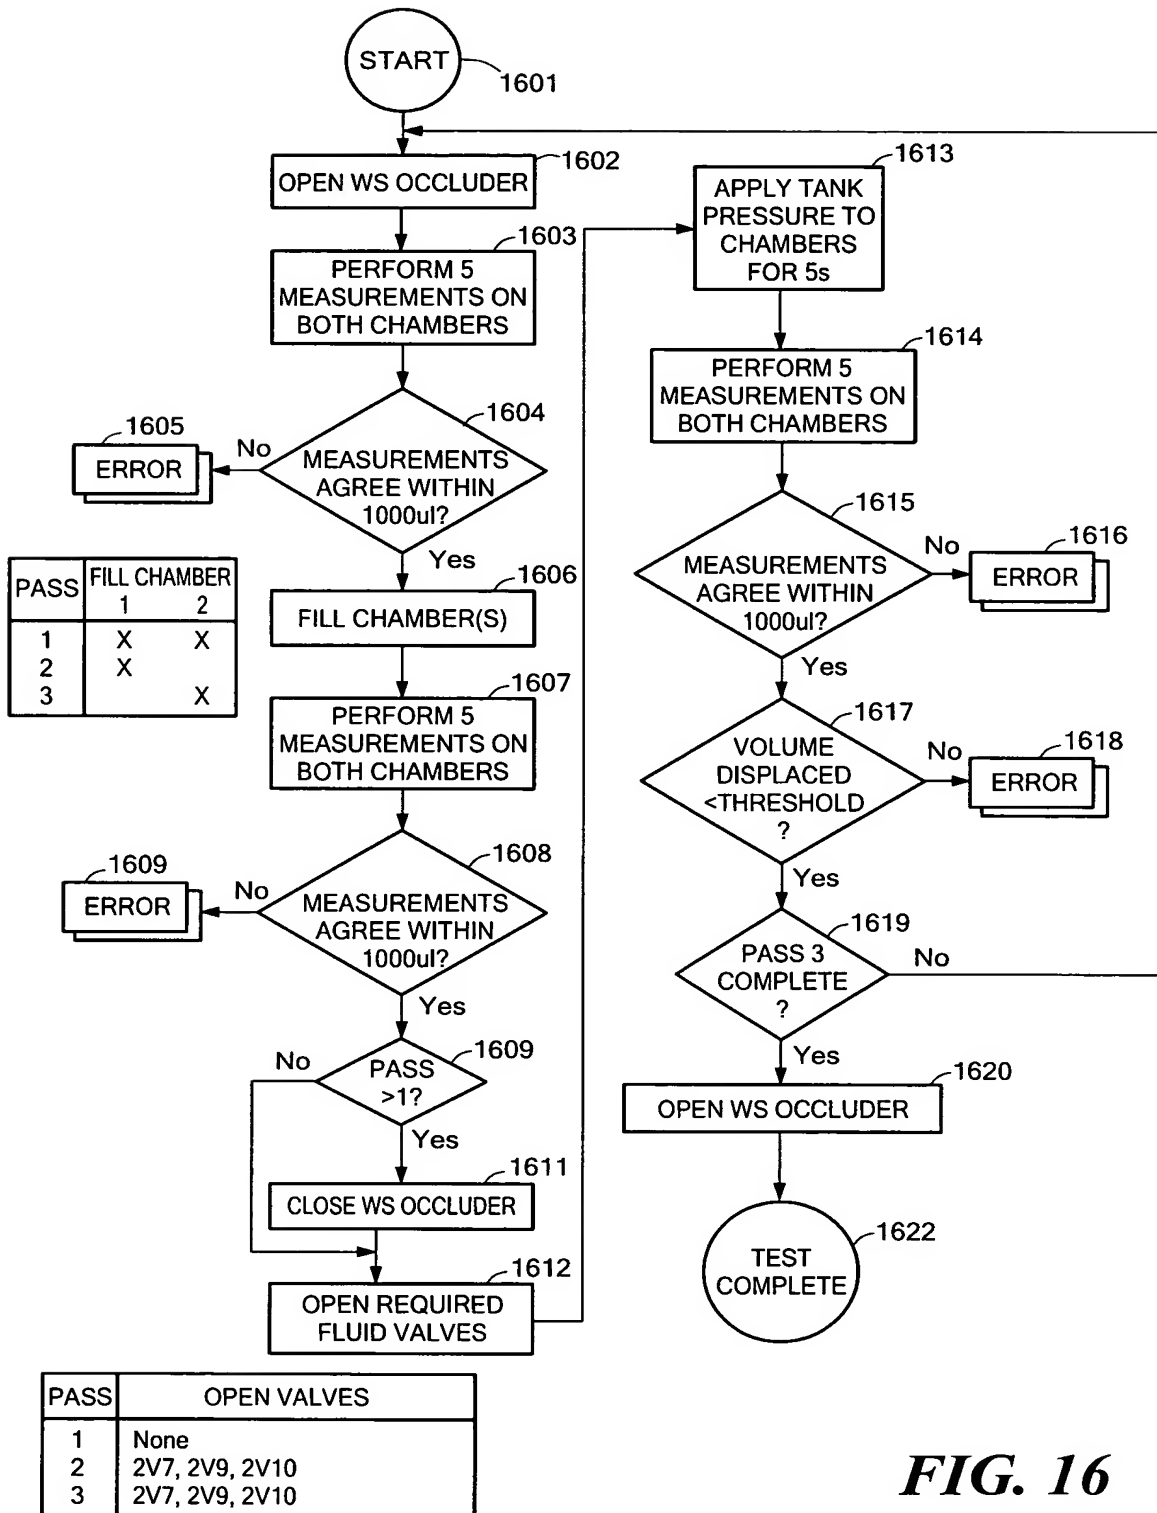 START
1601
1602
OPEN WS OCCLUDER
1603
PERFORM 5
MEASUREMENTS ON
BOTH CHAMBERS
1604
MEASUREMENTS
AGREE WITHIN
1000ul?
No
1605
ERROR
Yes
PASS FILL CHAMBER
1 2
1 X X
2 X
3 X
1606
FILL CHAMBER(S)
1607
PERFORM 5
MEASUREMENTS ON
BOTH CHAMBERS
1608
MEASUREMENTS
AGREE WITHIN
1000ul?
No
1609
ERROR
Yes
1609
PASS
>1?
No
Yes
1611
CLOSE WS OCCLUDER
1612
OPEN REQUIRED
FLUID VALVES
PASS OPEN VALVES
1 None
2 2V7, 2V9, 2V10
3 2V7, 2V9, 2V10
1613
APPLY TANK
PRESSURE TO
CHAMBERS
FOR 5s
1614
PERFORM 5
MEASUREMENTS ON
BOTH CHAMBERS
1615
MEASUREMENTS
AGREE WITHIN
1000ul?
No
1616
ERROR
Yes
1617
VOLUME
DISPLACED
<THRESHOLD
?
No
1618
ERROR
Yes
1619
PASS 3
COMPLETE
?
No
Yes
1620
OPEN WS OCCLUDER
1622
TEST
COMPLETE
FIG. 16